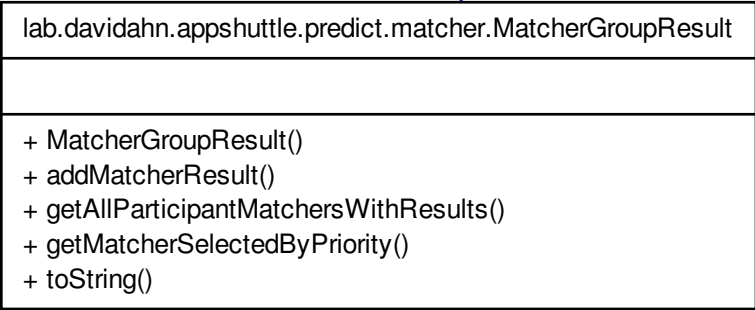 lab.davidahn.appshuttle.predict.matcher.MatcherGroupResult
+ MatcherGroupResult()
+ addMatcherResult()
+ getAllParticipantMatchersWithResults()
+ getMatcherSelectedByPriority()
+ toString()